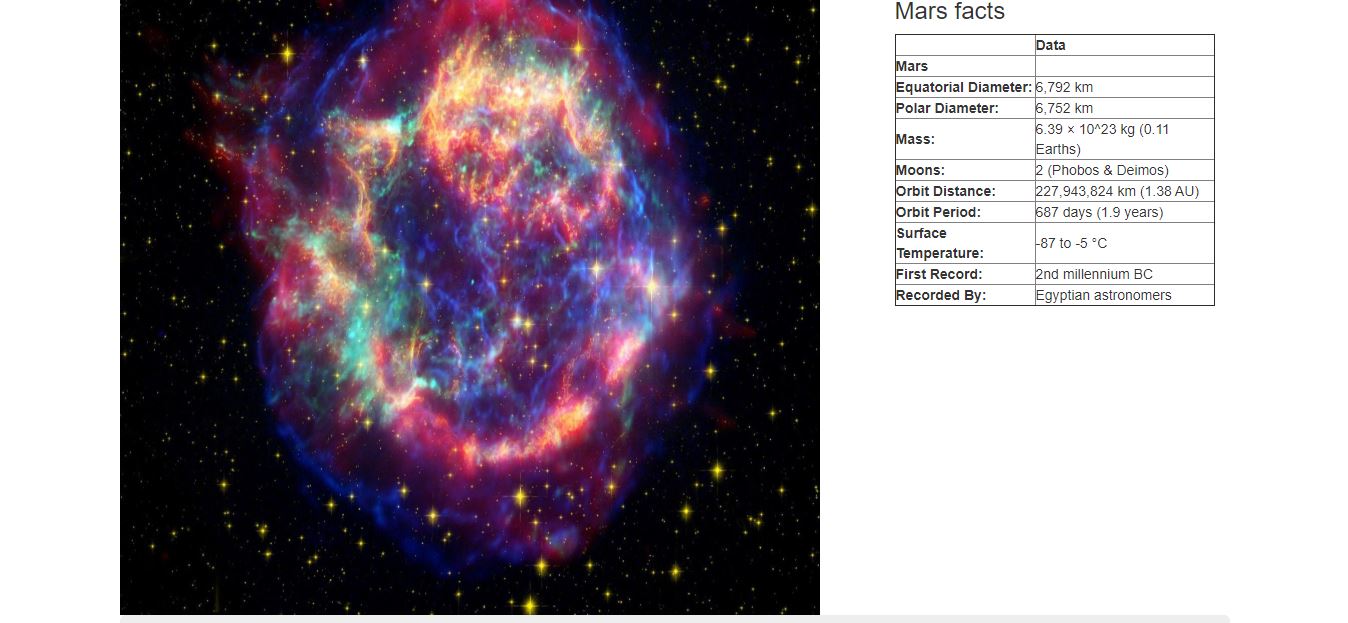 Mars facts
Data
Mars
Equatorial Diameter: 6,792 km
Polar Diameter: 6,752 km
Mass: 6.39 × 10^23 kg (0.11
Earths)
Moons: 2 (Phobos & Deimos)
Orbit Distance: 227,943,824 km (1.38 AU)
Orbit Period: 687 days (1.9 years)
Surface
Temperature: -87 to -5 °C
First Record: 2nd millennium BC
Recorded By: Egyptian astronomers